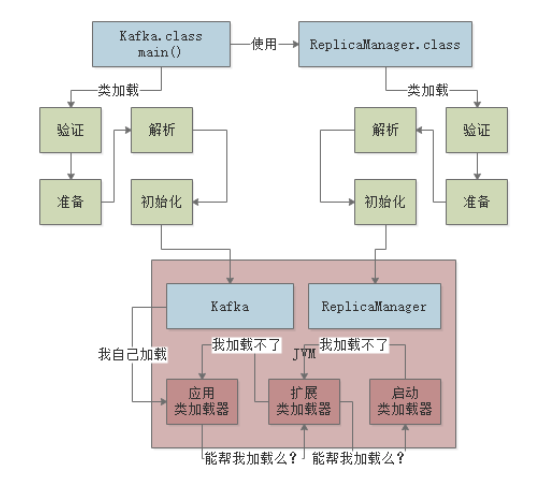 Kafka.class
main()
使用
ReplicaManager.class
类加载
类加载
验证
解析
解析
验证
准备
初始化
初始化
准备
Kafka
ReplicaManager
我自己加载
我加载不了
JVM
我加载不了
应用
类加载器
扩展
类加载器
启动
类加载器
能帮我加载么？
能帮我加载么？